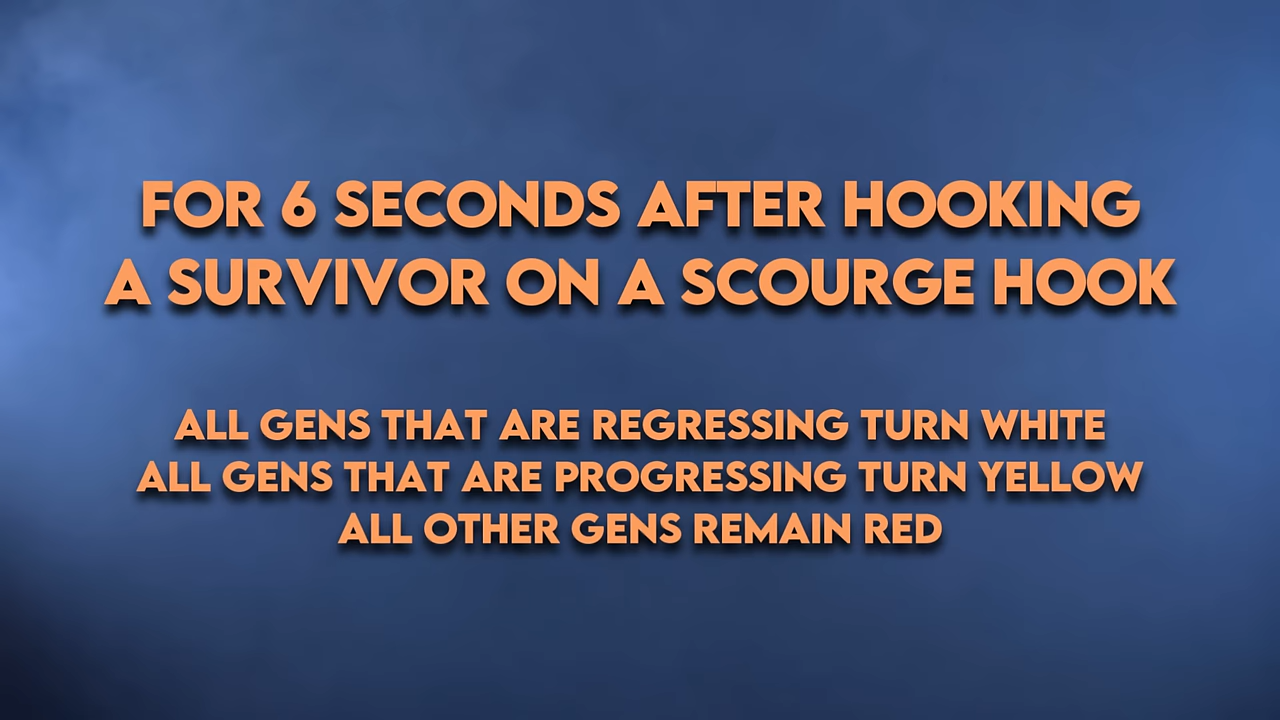 FOR 6 SECONDS AFTER HOOKING
A SURVIVOR ON A SCOURGE HOOK
ALL GENS THAT ARE REGRESSING TURN WHITE
ALL GENS THAT ARE PROGRESSING TURN YELLOW
ALL OTHER GENS REMAIN RED